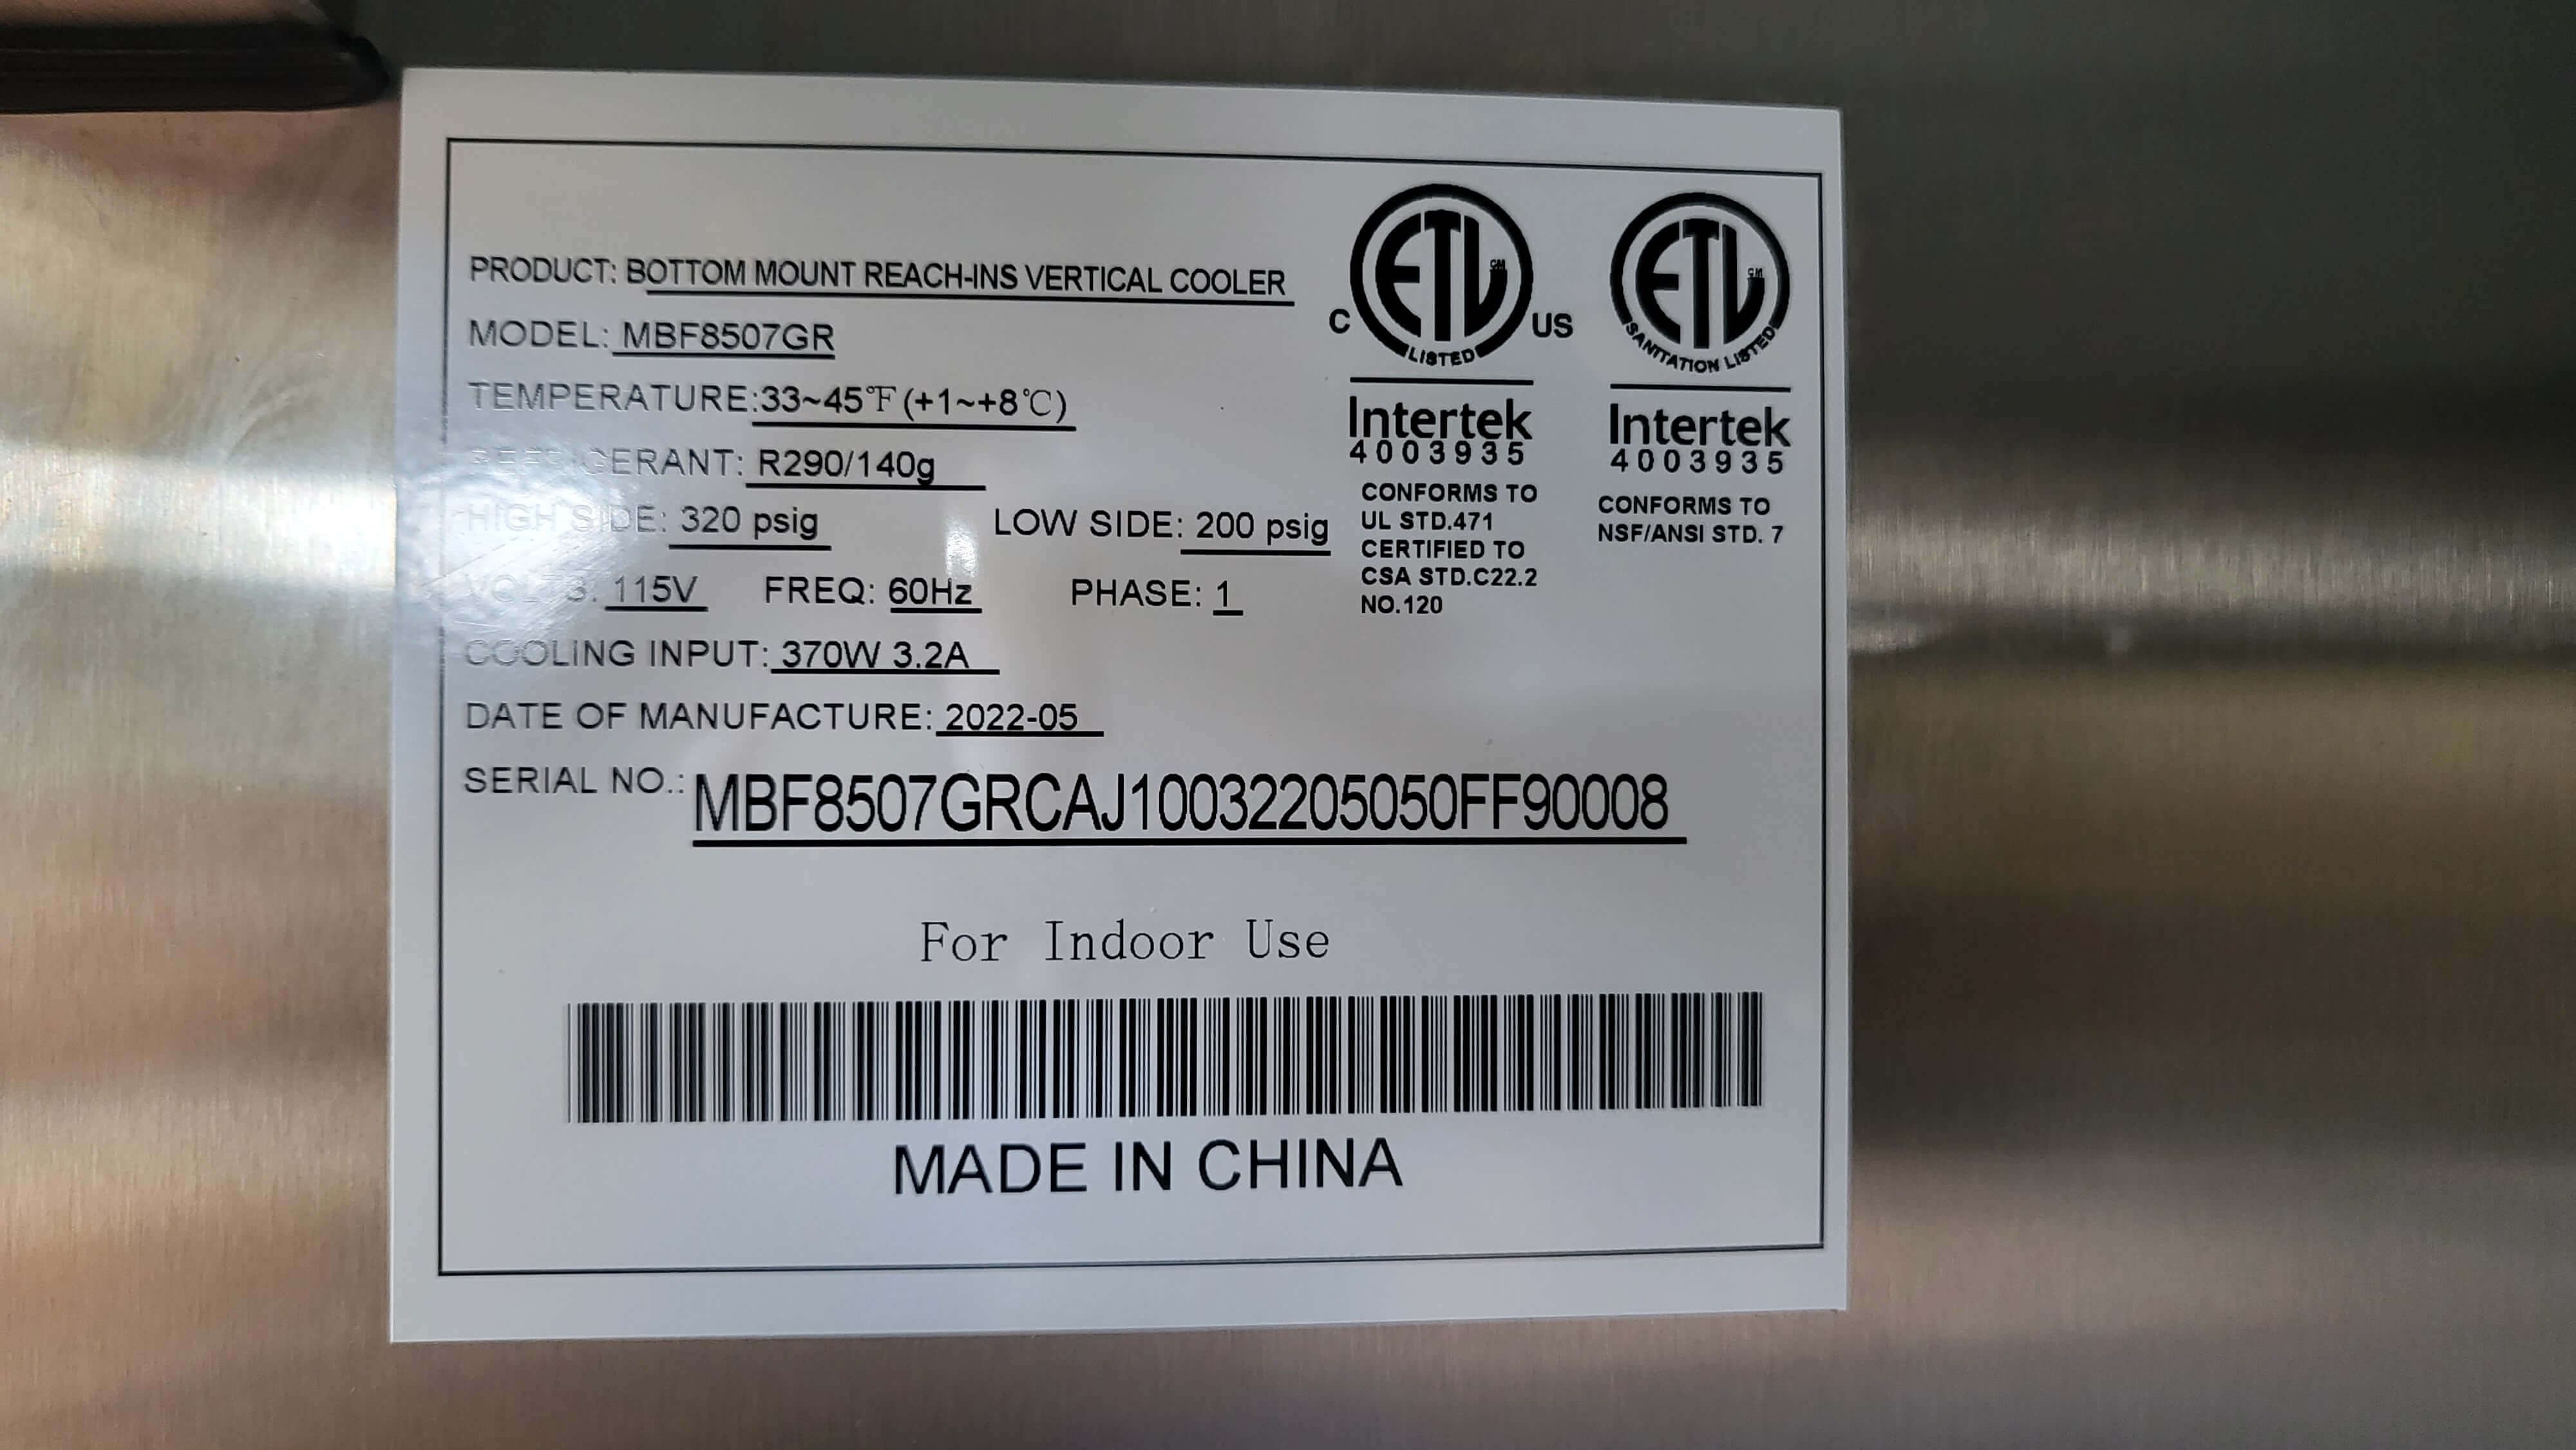 PRODUCT: BOTTOM MOUNT REACH-INS VERTICAL COOLER
MODEL: MBF8507GR
TEMPERATURE:33~45℉(+1~+8℃)
REFRIGERANT: R290/140g
HIGH SIDE: 320 psig LOW SIDE: 200 psig
VOLTS: 115V FREQ: 60Hz PHASE: 1
COOLING INPUT: 370W 3.2A
DATE OF MANUFACTURE: 2022-05
SERIAL NO.: MBF8507GRCAJ10032205050FF90008
ETL CM
C US
LISTED
Intertek
4003935
CONFORMS TO
UL STD.471
CERTIFIED TO
CSA STD.C22.2
NO.120
ETL CM
SANITATION LISTED
Intertek
4003935
CONFORMS TO
NSF/ANSI STD. 7
For Indoor Use
MADE IN CHINA